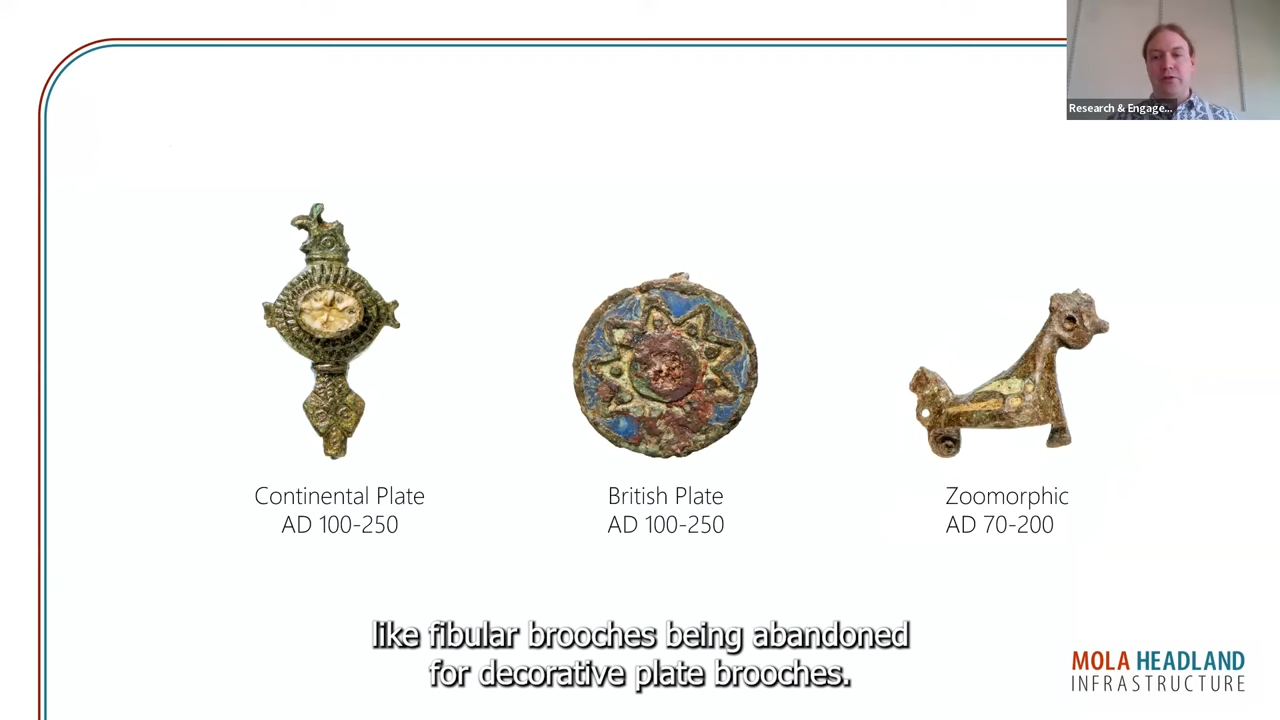 Research & Engage...
Continental Plate
AD 100-250
British Plate
AD 100-250
Zoomorphic
AD 70-200
like fibular brooches being abandoned
for decorative plate brooches.
MOLA HEADLAND
INFRASTRUCTURE